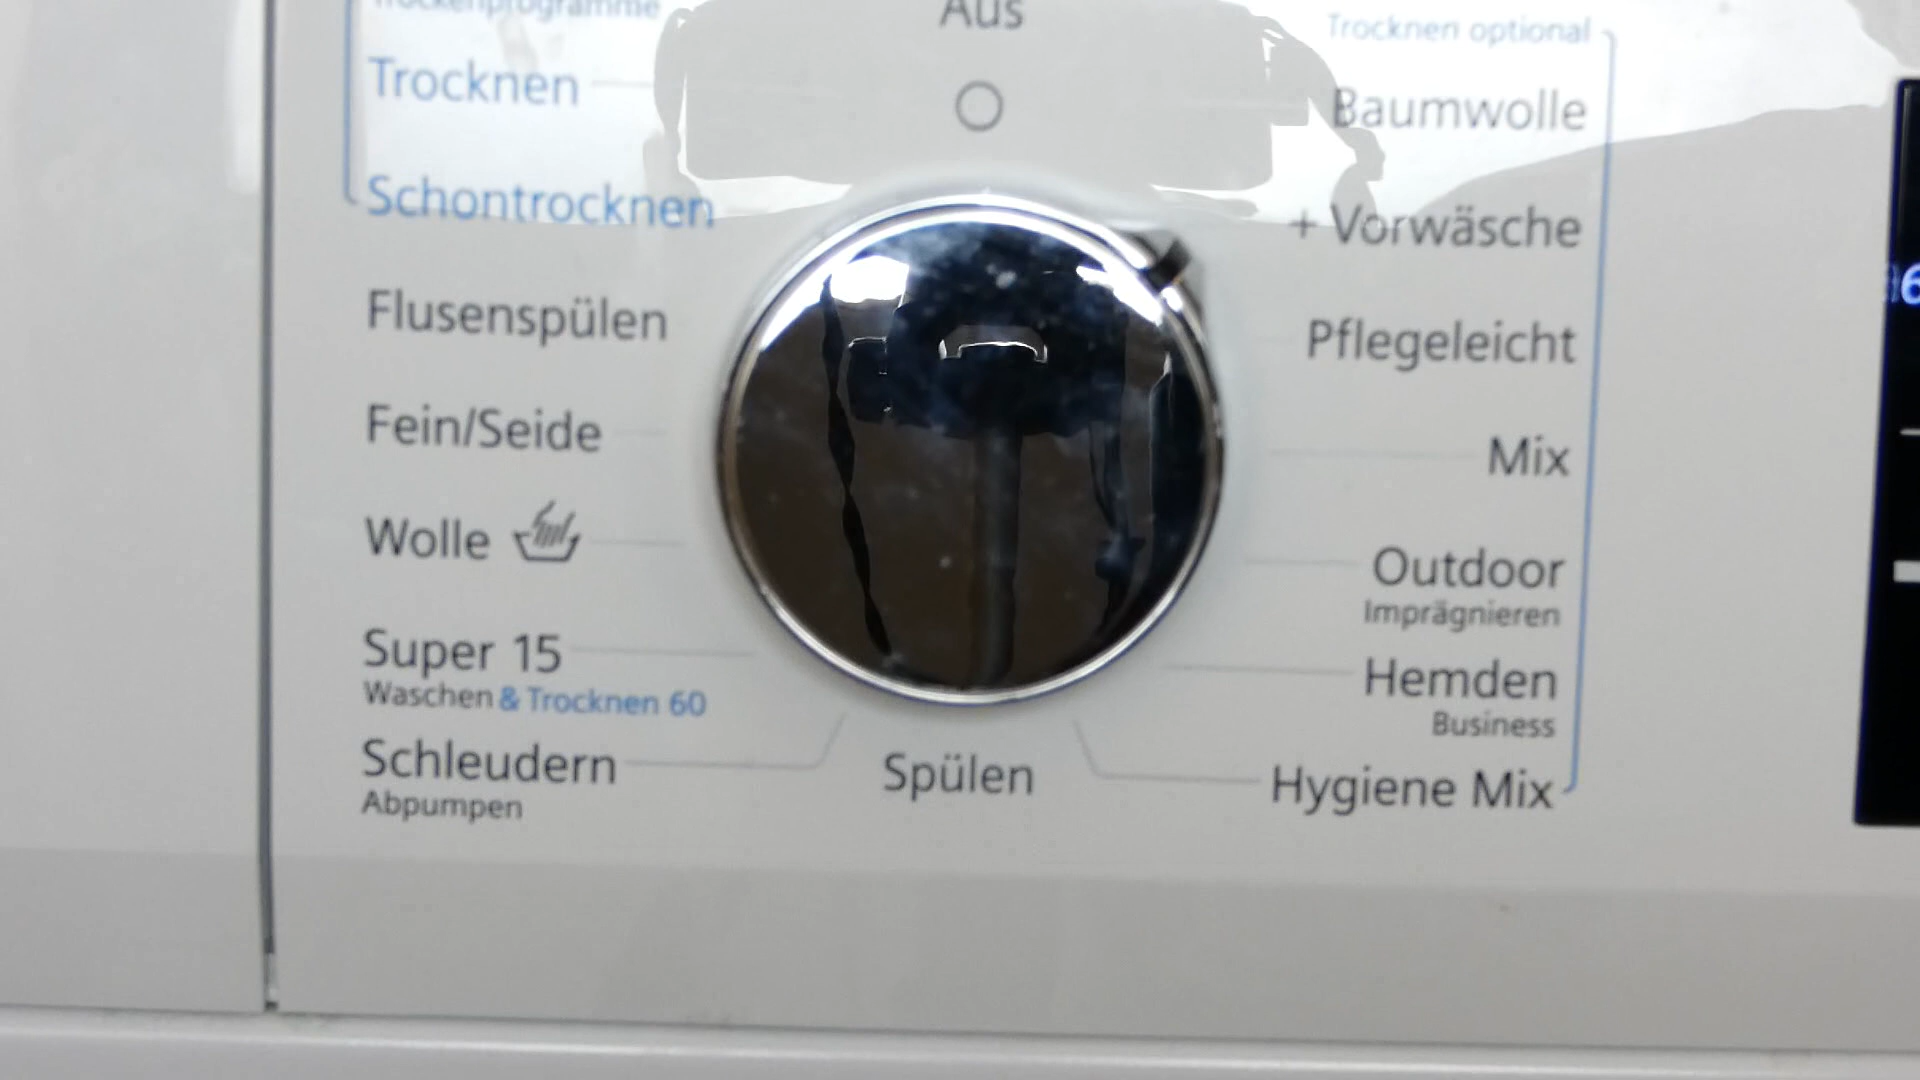 Trockenprogramme
Trocknen
Schontrocknen
Flusenspülen
Fein/Seide
Wolle
Super 15
Waschen & Trocknen 60
Schleudern
Abpumpen
Aus
Spülen
Trocknen optional
Baumwolle
+ Vorwäsche
Pflegeleicht
Mix
Outdoor
Imprägnieren
Hemden
Business
Hygiene Mix